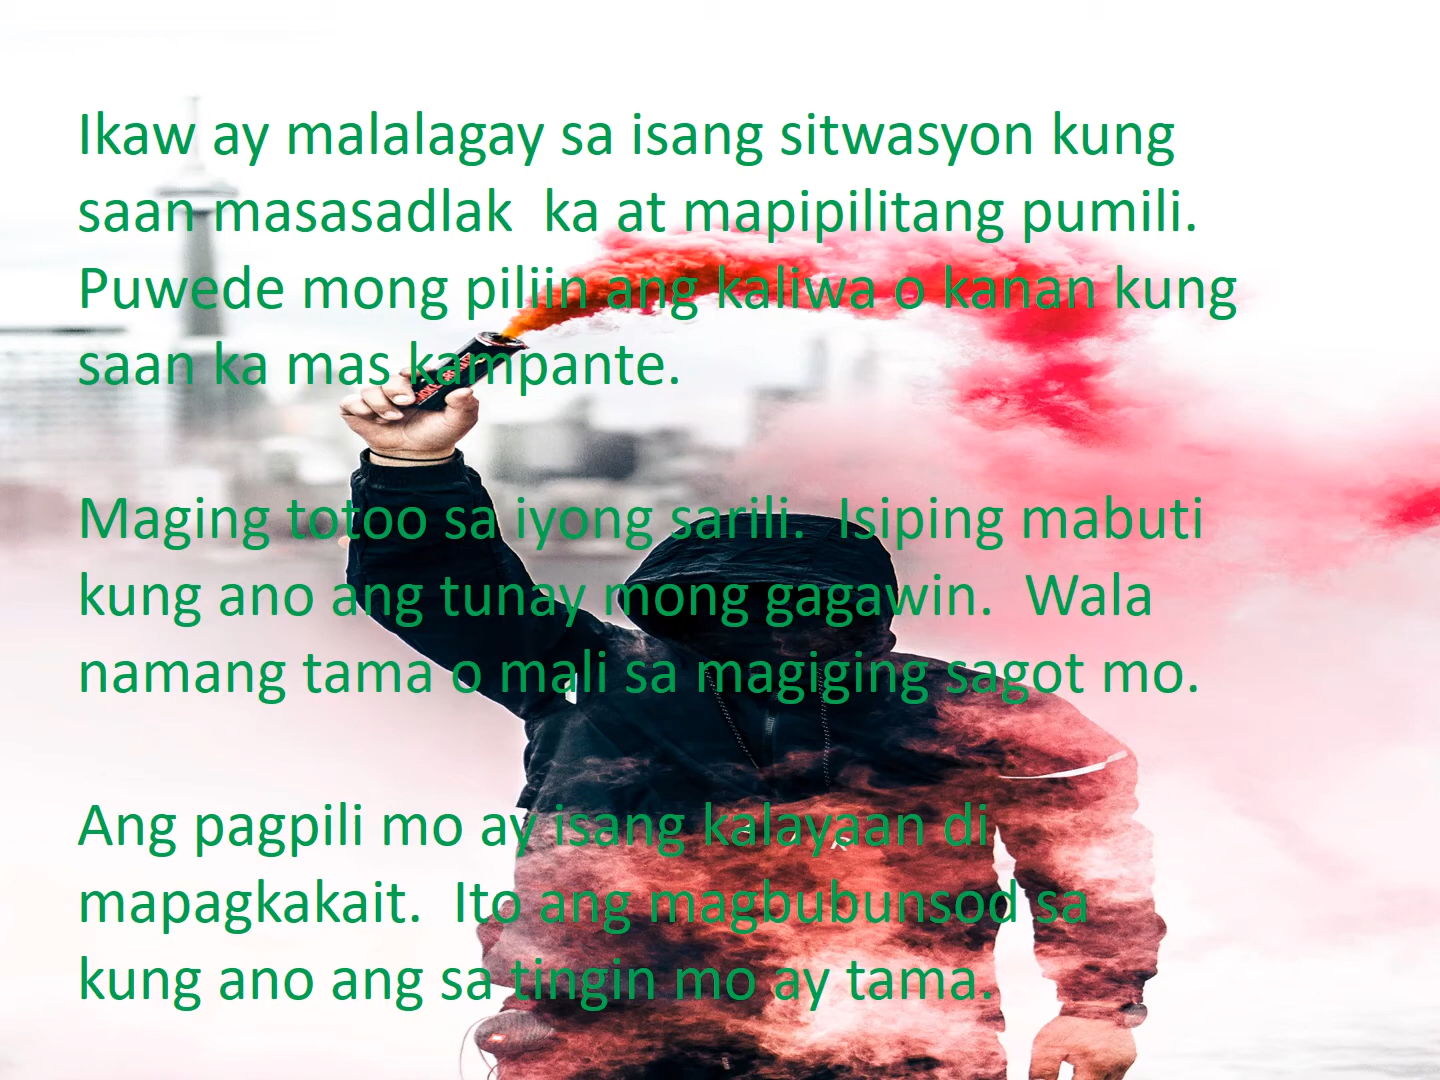 Ikaw ay malalagay sa isang sitwasyon kung
saan masasadlak  ka at mapipilitang pumili.
Puwede mong piliin ang kaliwa o kanan kung
saan ka mas kampante.
Maging totoo sa iyong sarili.  Isiping mabuti
kung ano ang tunay mong gagawin.  Wala
namang tama o mali sa magiging sagot mo.
Ang pagpili mo ay isang kalayaan di
mapagkakait.  Ito ang magbubunsod sa
kung ano ang sa tingin mo ay tama.